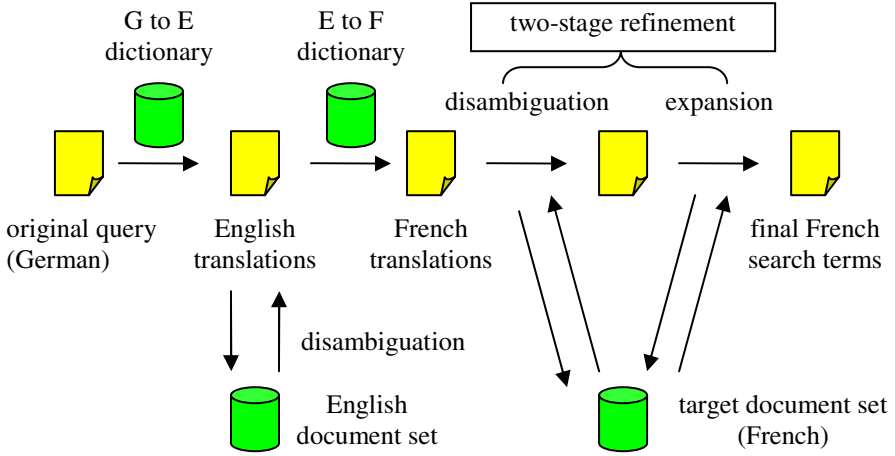 G to E
dictionary
E to F
dictionary
two-stage refinement
disambiguation
expansion
original query
(German)
English
translations
French
translations
final French
search terms
disambiguation
English
document set
target document set
(French)